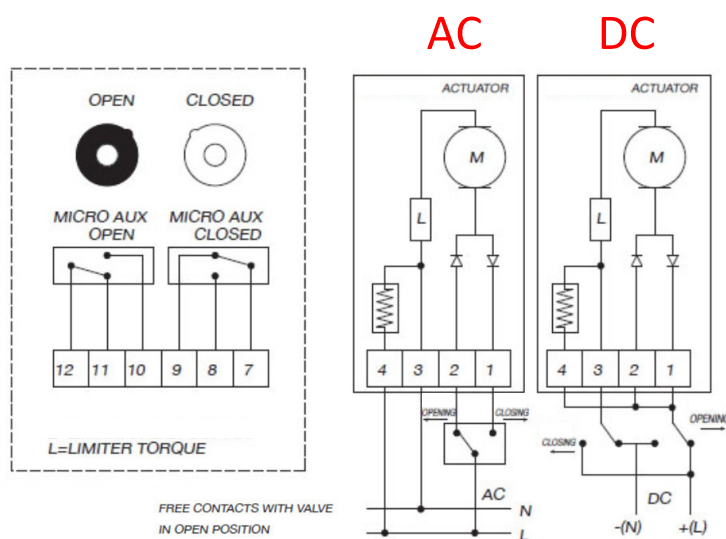 AC DC
OPEN CLOSED
MICRO AUX OPEN
MICRO AUX CLOSED
12 11 10 9 8 7
L=LIMITER TORQUE
FREE CONTACTS WITH VALVE
IN OPEN POSITION
ACTUATOR
M
L
4 3 2 1
OPENING CLOSING
AC
N
L
ACTUATOR
M
L
4 3 2 1
OPENING
CLOSING
DC
-(N) +(L)